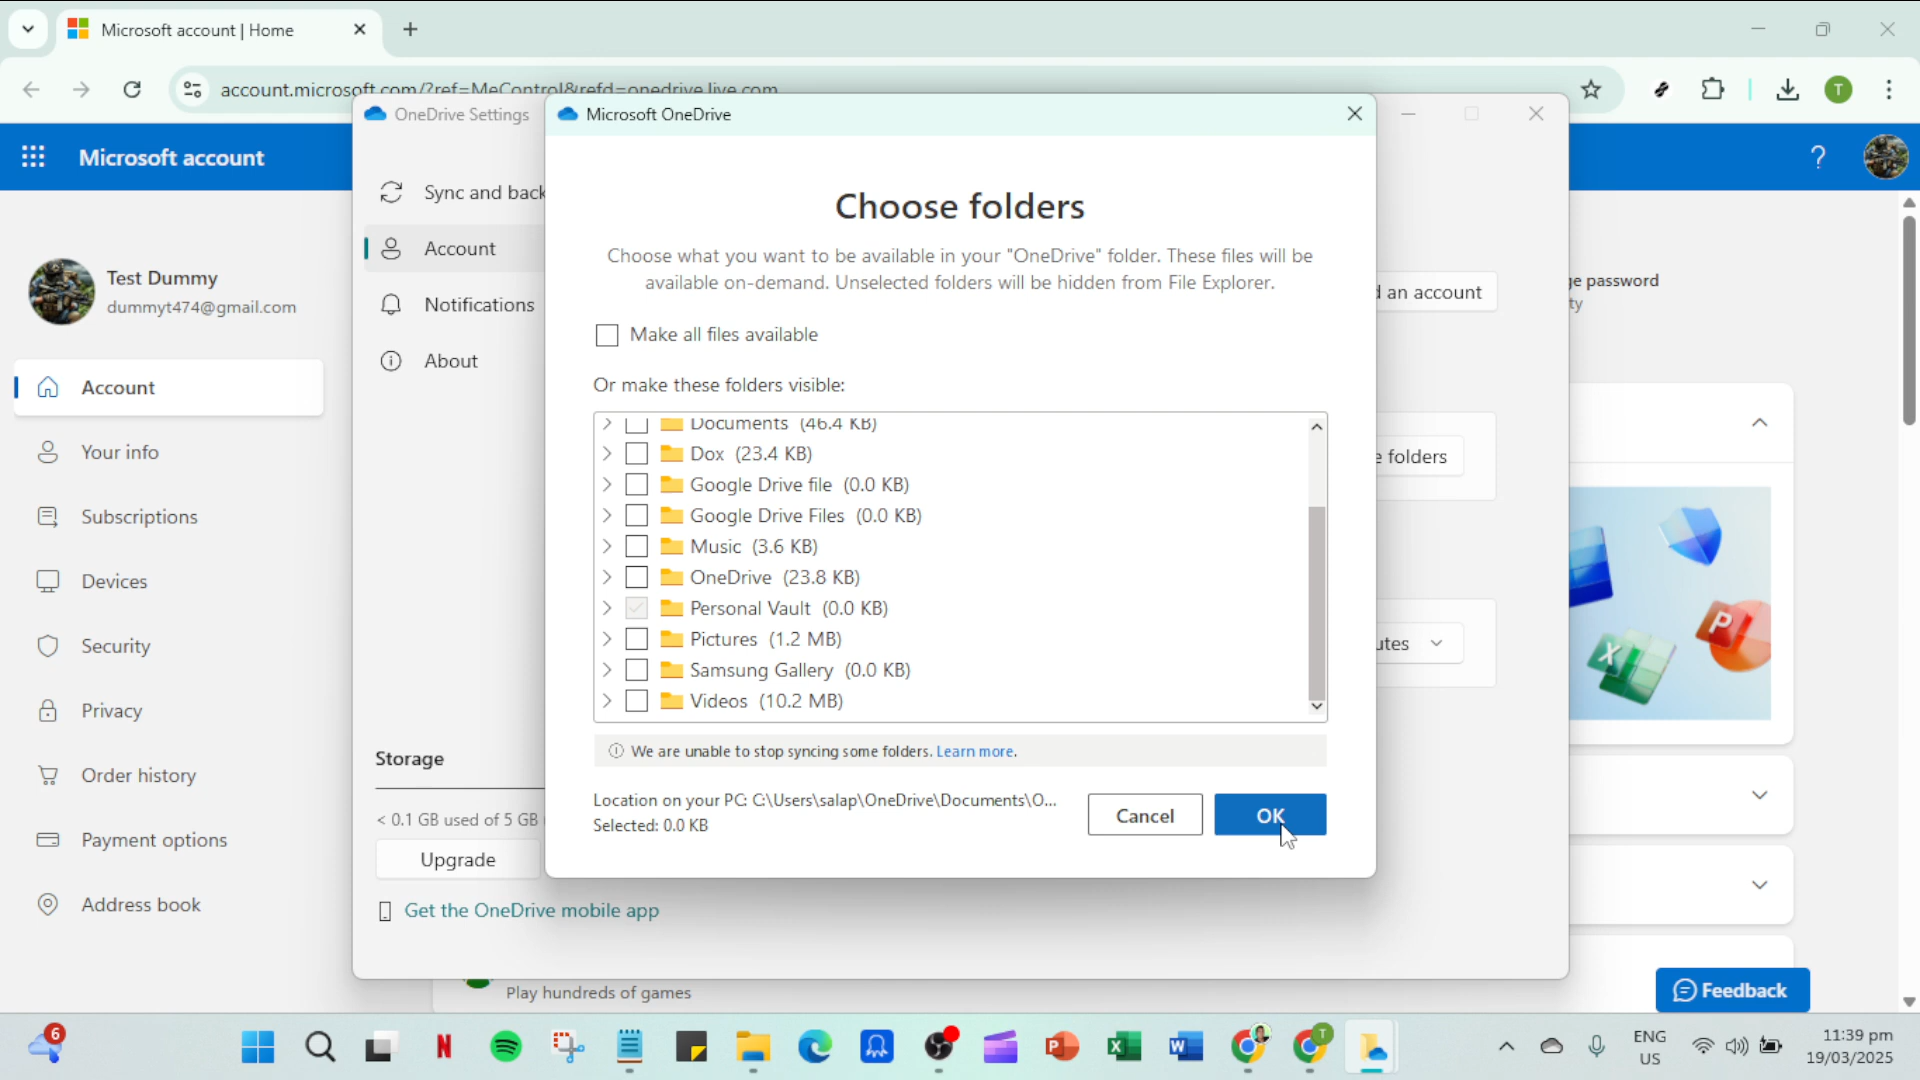 Microsoft account | Home
account.microsoft.com/?ref=MeControl&refd=onedrive.live.com
T
OneDrive Settings
Microsoft OneDrive
Microsoft account
?
Sync and back
Choose folders
Account
Choose what you want to be available in your "OneDrive" folder. These files will be
available on-demand. Unselected folders will be hidden from File Explorer.
Test Dummy
dummyt474@gmail.com
Notifications
an account
password
Make all files available
About
Or make these folders visible:
Account
Documents (46.4 KB)
Dox (23.4 KB)
Google Drive file (0.0 KB)
Google Drive Files (0.0 KB)
Music (3.6 KB)
OneDrive (23.8 KB)
Personal Vault (0.0 KB)
Pictures (1.2 MB)
Samsung Gallery (0.0 KB)
Videos (10.2 MB)
folders
Your info
Subscriptions
Devices
Security
Privacy
Order history
Payment options
Address book
We are unable to stop syncing some folders. Learn more.
Location on your PC: C:\Users\salap\OneDrive\Documents\O...
Selected: 0.0 KB
Cancel
OK
Storage
< 0.1 GB used of 5 GB
Upgrade
Get the OneDrive mobile app
Play hundreds of games
Feedback
6
ENG
US
11:39 pm
19/03/2025